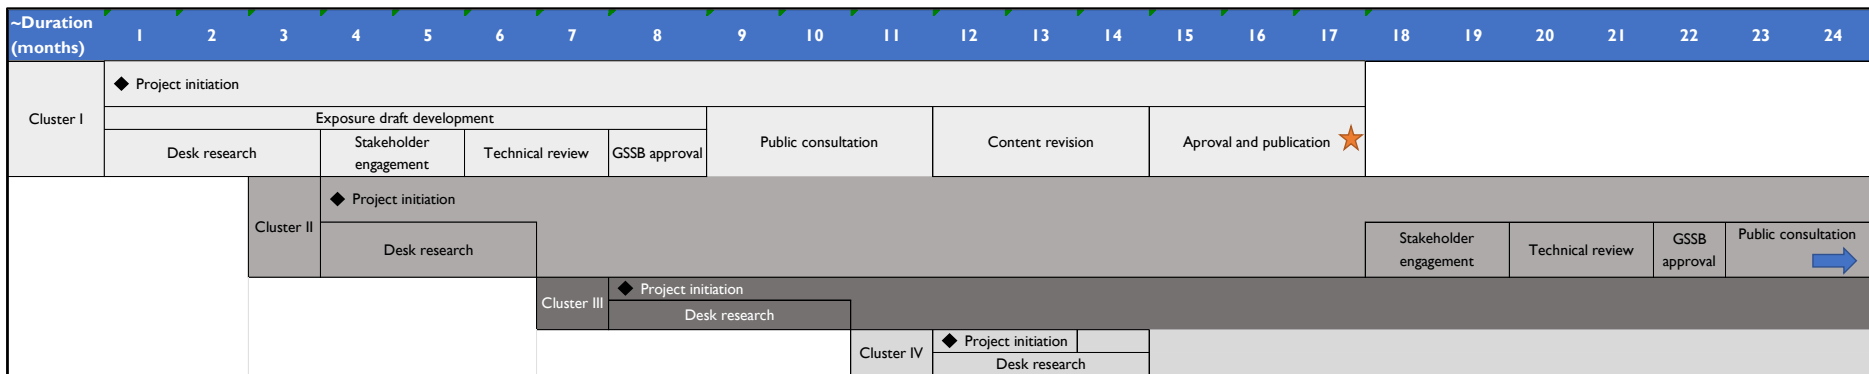 ~Duration
(months)
1 2 3 4 5 6 7 8 9 10 11 12 13 14 15 16 17 18 19 20 21 22 23 24
Cluster I
Project initiation
Exposure draft development
Desk research
Stakeholder
engagement
Technical review
GSSB approval
Public consultation
Content revision
Aproval and publication
Cluster II
Project initiation
Desk research
Stakeholder
engagement
Technical review
GSSB
approval
Public consultation
Cluster III
Project initiation
Desk research
Cluster IV
Project initiation
Desk research